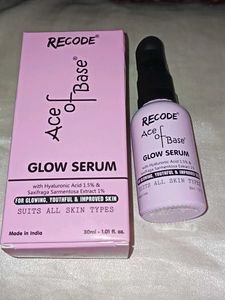 RECODE®
Ace of Base®
GLOW SERUM
with Hyaluronic Acid 1.5% &
Saxifraga Sarmentosa Extract 1%
FOR GLOWING, YOUTHFUL & IMPROVED SKIN
SUITS ALL SKIN TYPES
Made in India
30ml - 1.01 fl. oz.
RECODE®
Ace of Base®
GLOW SERUM
with Hyaluronic Acid 1.5% &
Saxifraga Sarmentosa Extract 1%
GLOWING, YOUTHFUL & IMPROVED
SUITS ALL SKIN TYPES